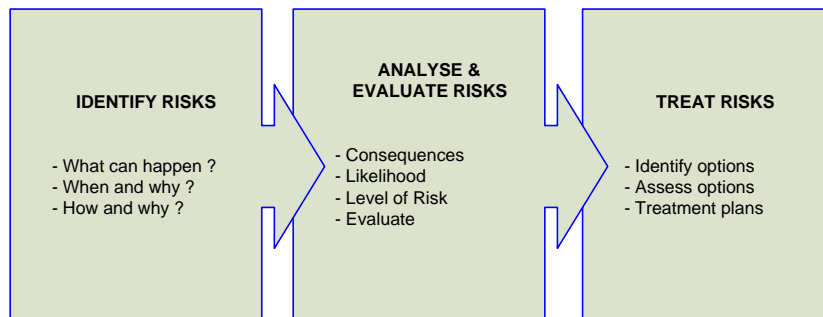 IDENTIFY RISKS
- What can happen ?
- When and why ?
- How and why ?
ANALYSE &
EVALUATE RISKS
- Consequences
- Likelihood
- Level of Risk
- Evaluate
TREAT RISKS
- Identify options
- Assess options
- Treatment plans